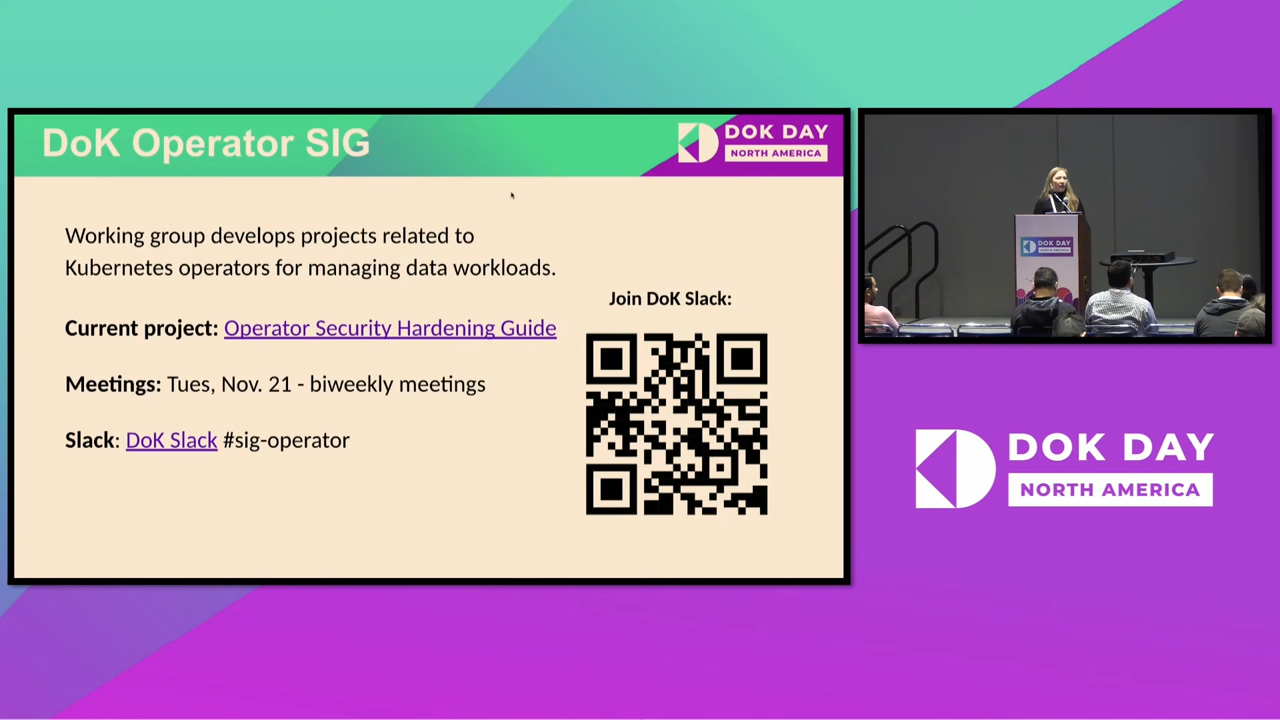 DoK Operator SIG
DOK DAY
NORTH AMERICA
Working group develops projects related to
Kubernetes operators for managing data workloads.
Join DoK Slack:
Current project: Operator Security Hardening Guide
Meetings: Tues, Nov. 21 - biweekly meetings
Slack: DoK Slack #sig-operator
DOK DAY
DOK DAY
NORTH AMERICA